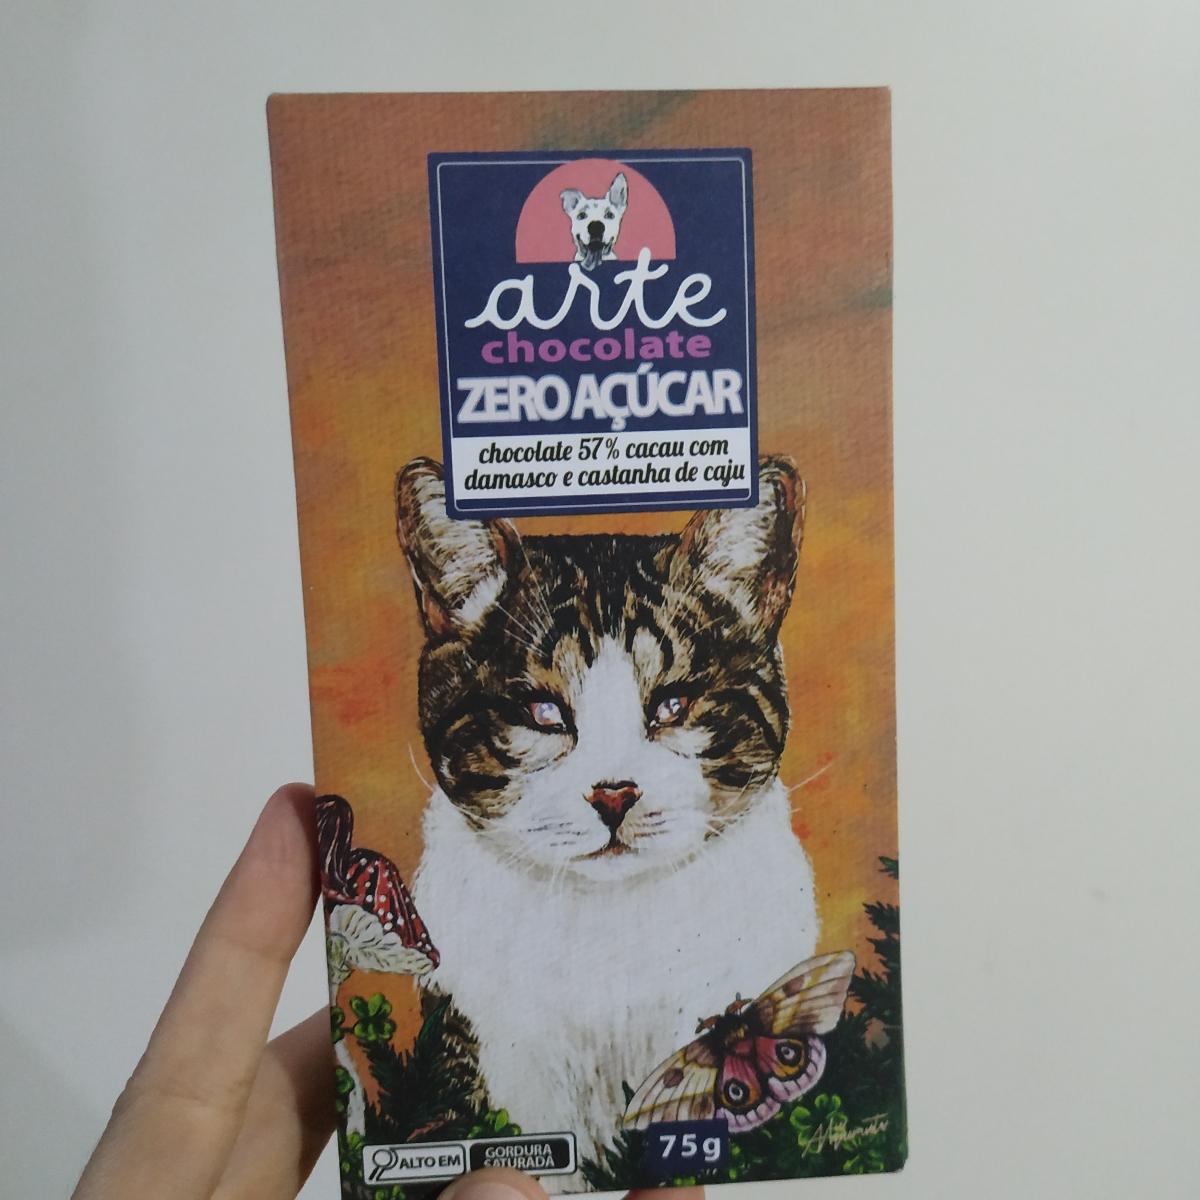 arte
chocolate
ZERO AÇÚCAR
chocolate 57% cacau com
damasco e castanha de caju
ALTO EM
GORDURA
SATURADA
75g